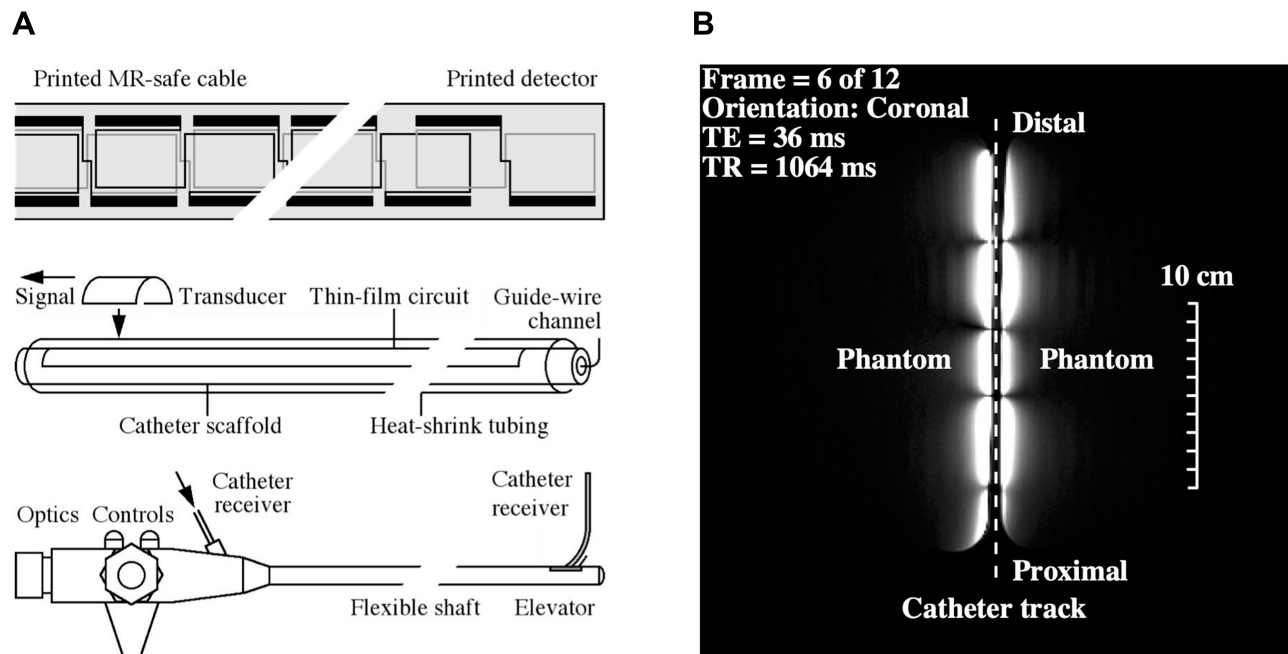 A
Printed MR-safe cable
Printed detector
Signal
Transducer
Thin-film circuit
Guide-wire
channel
Catheter scaffold
Heat-shrink tubing
Optics
Controls
Catheter
receiver
Catheter
receiver
Flexible shaft
Elevator
B
Frame = 6 of 12
Orientation: Coronal
TE = 36 ms
TR = 1064 ms
Distal
10 cm
Phantom
Phantom
Proximal
Catheter track